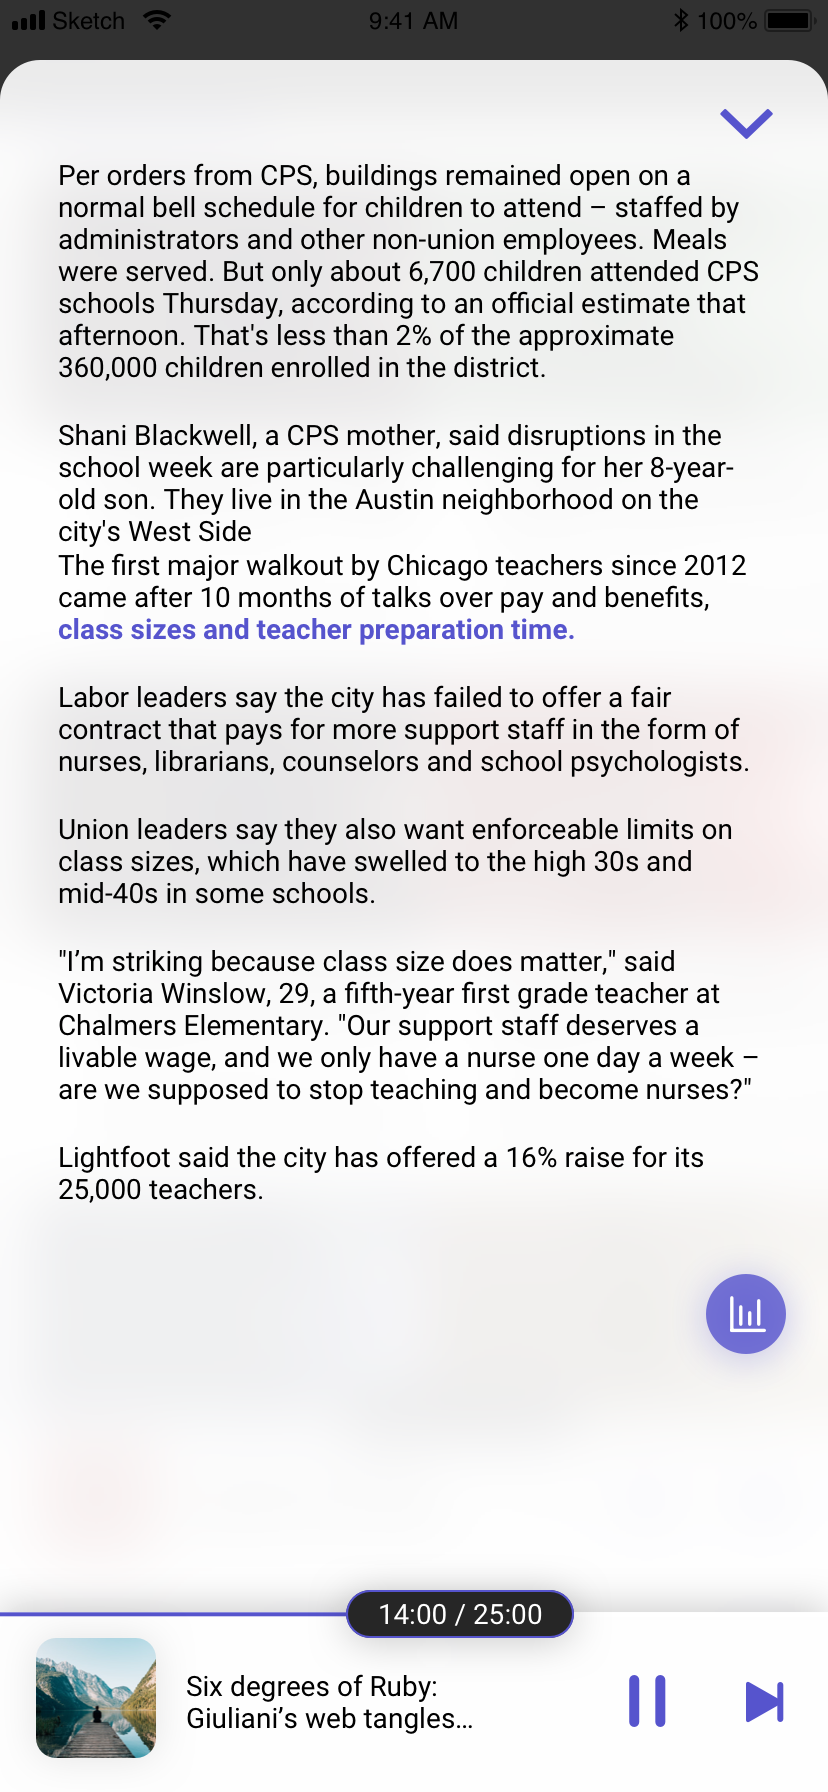 Sketch 9:41 AM 100%
Per orders from CPS, buildings remained open on a
normal bell schedule for children to attend – staffed by
administrators and other non-union employees. Meals
were served. But only about 6,700 children attended CPS
schools Thursday, according to an official estimate that
afternoon. That's less than 2% of the approximate
360,000 children enrolled in the district.
Shani Blackwell, a CPS mother, said disruptions in the
school week are particularly challenging for her 8-year-
old son. They live in the Austin neighborhood on the
city's West Side
The first major walkout by Chicago teachers since 2012
came after 10 months of talks over pay and benefits,
class sizes and teacher preparation time.
Labor leaders say the city has failed to offer a fair
contract that pays for more support staff in the form of
nurses, librarians, counselors and school psychologists.
Union leaders say they also want enforceable limits on
class sizes, which have swelled to the high 30s and
mid-40s in some schools.
"I’m striking because class size does matter," said
Victoria Winslow, 29, a fifth-year first grade teacher at
Chalmers Elementary. "Our support staff deserves a
livable wage, and we only have a nurse one day a week –
are we supposed to stop teaching and become nurses?"
Lightfoot said the city has offered a 16% raise for its
25,000 teachers.
14:00 / 25:00
Six degrees of Ruby:
Giuliani’s web tangles…